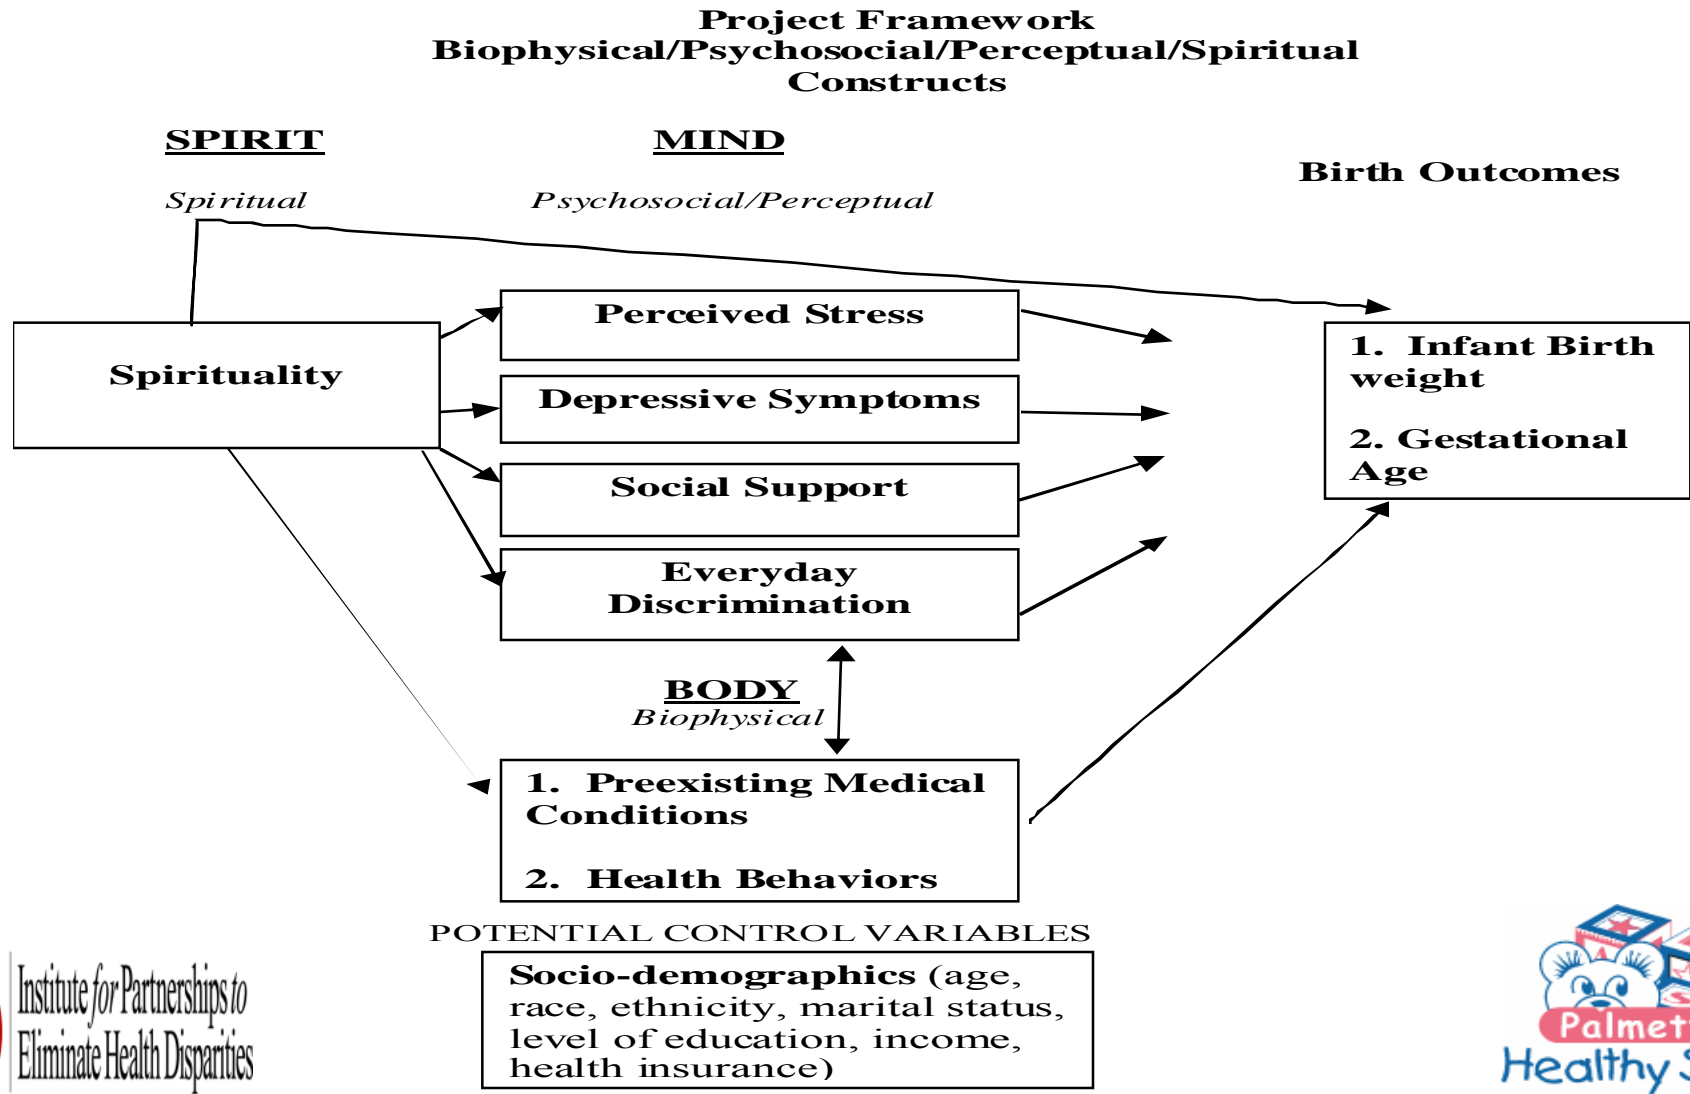 Project Framework
Biophysical/Psychosocial/Perceptual/Spiritual
Constructs
SPIRIT
MIND
Birth Outcomes
Spiritual
Psychosocial/Perceptual
Spirituality
Perceived Stress
Depressive Symptoms
Social Support
Everyday
Discrimination
1. Infant Birth
weight
2. Gestational
Age
BODY
Biophysical
1. Preexisting Medical
Conditions
2. Health Behaviors
POTENTIAL CONTROL VARIABLES
Socio-demographics (age,
race, ethnicity, marital status,
level of education, income,
health insurance)
Institute for Partnerships to
Eliminate Health Disparities
Palmet
Healthy S